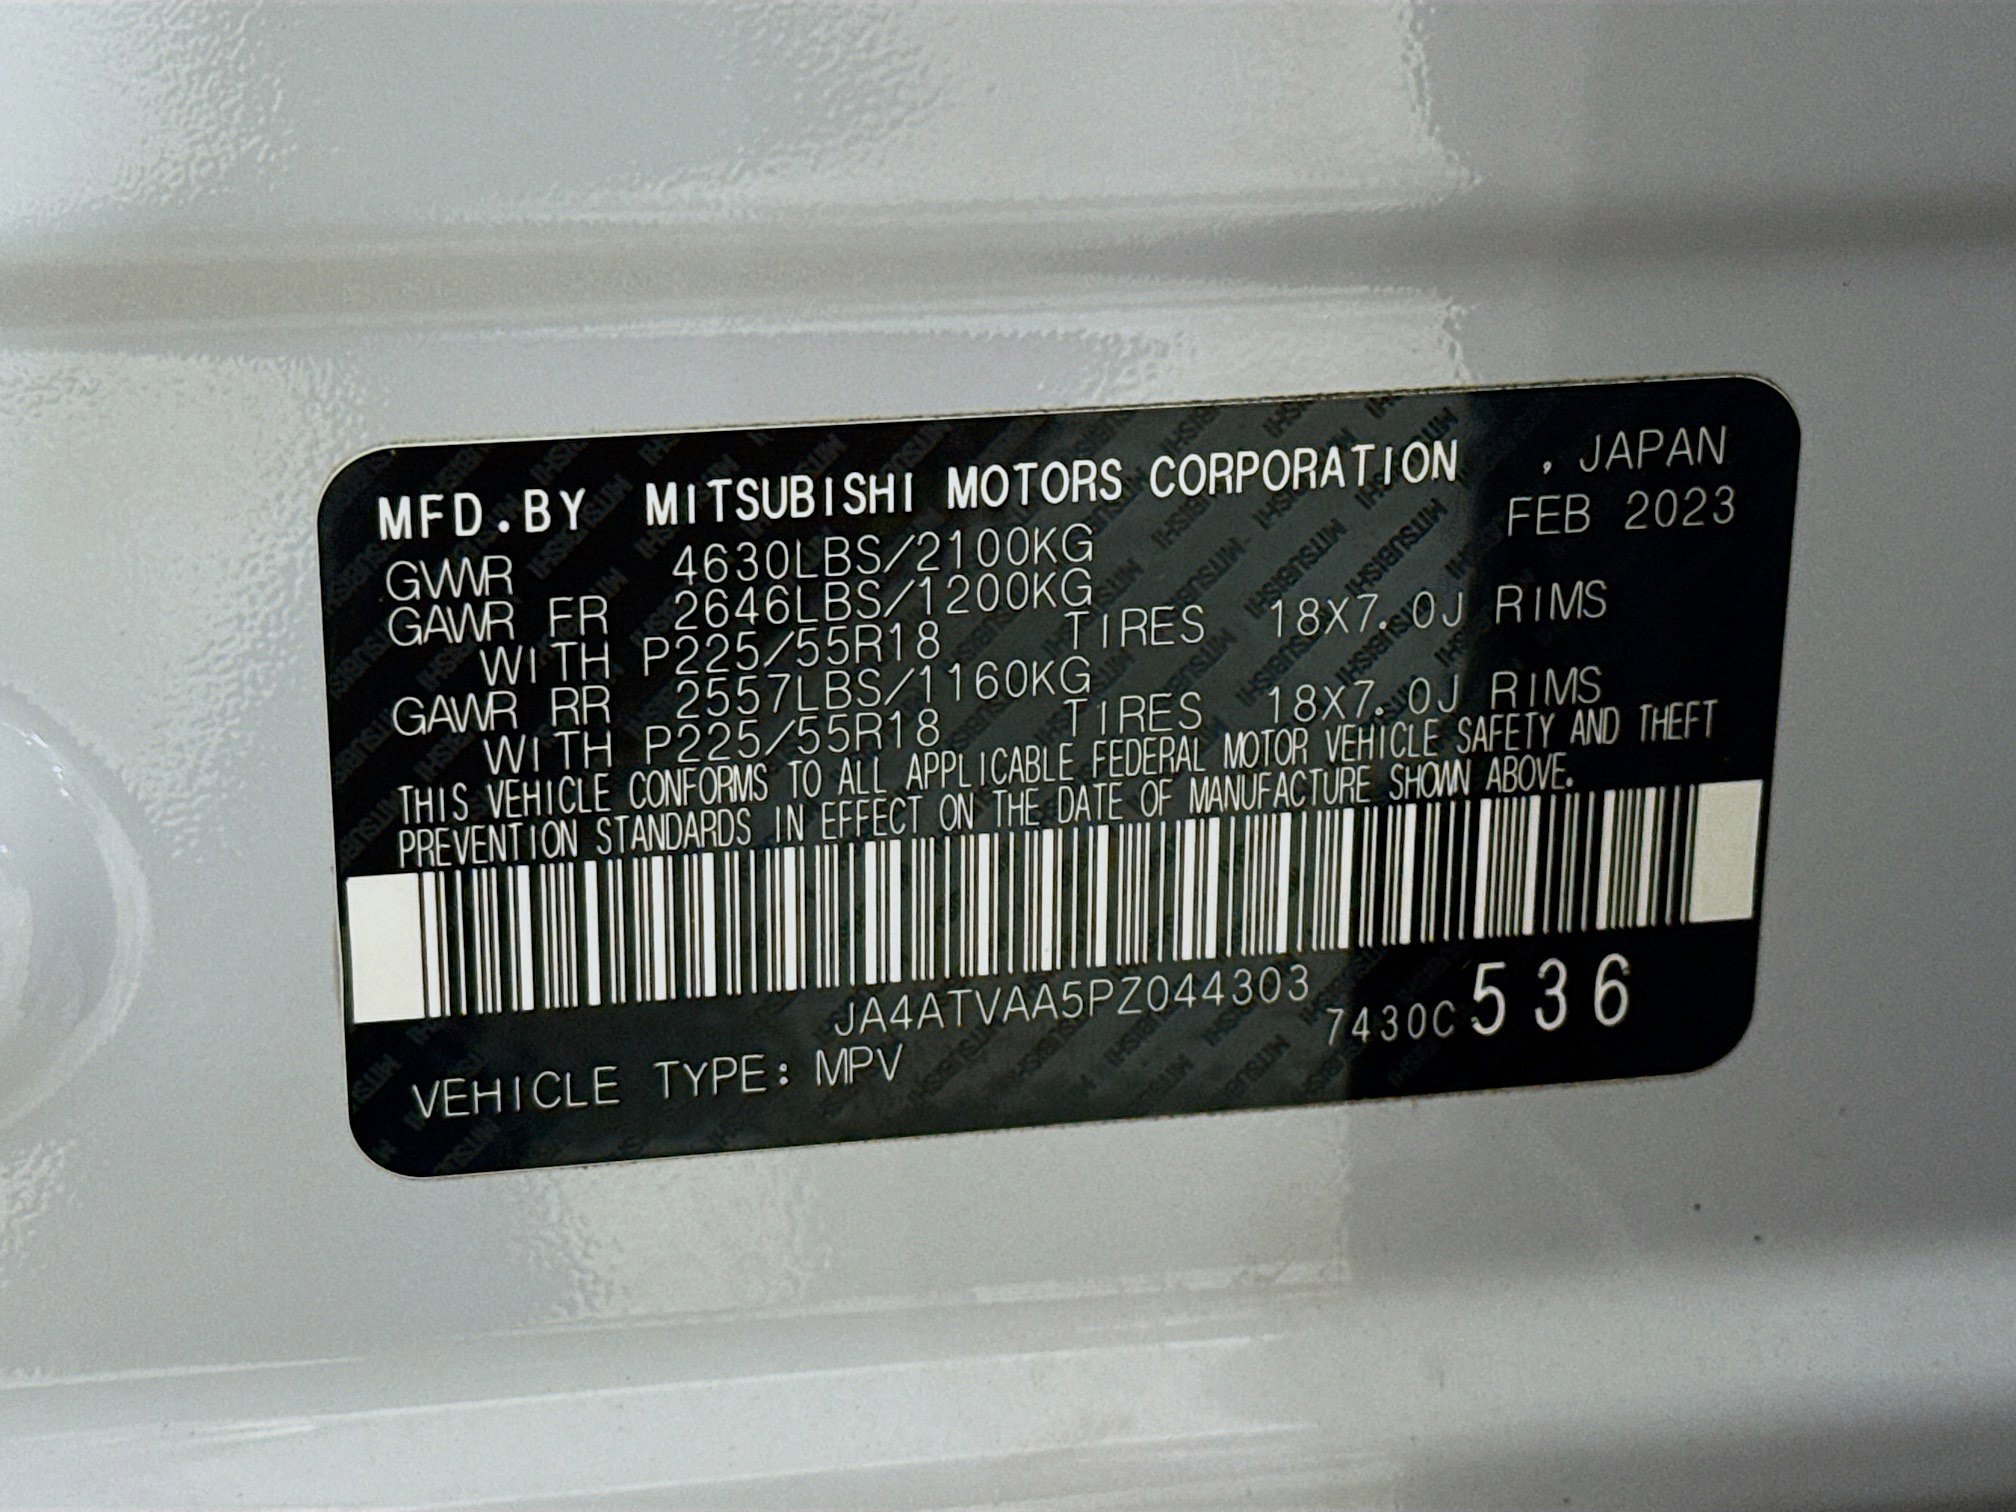 MFD.BY MITSUBISHI MOTORS CORPORATION , JAPAN
FEB 2023
GVWR 4630LBS/2100KG
GAWR FR 2646LBS/1200KG
WITH P225/55R18 TIRES 18X7.0J RIMS
GAWR RR 2557LBS/1160KG
WITH P225/55R18 TIRES 18X7.0J RIMS
THIS VEHICLE CONFORMS TO ALL APPLICABLE FEDERAL MOTOR VEHICLE SAFETY AND THEFT
PREVENTION STANDARDS IN EFFECT ON THE DATE OF MANUFACTURE SHOWN ABOVE.
JA4ATVAA5PZ044303
7430C 536
VEHICLE TYPE: MPV